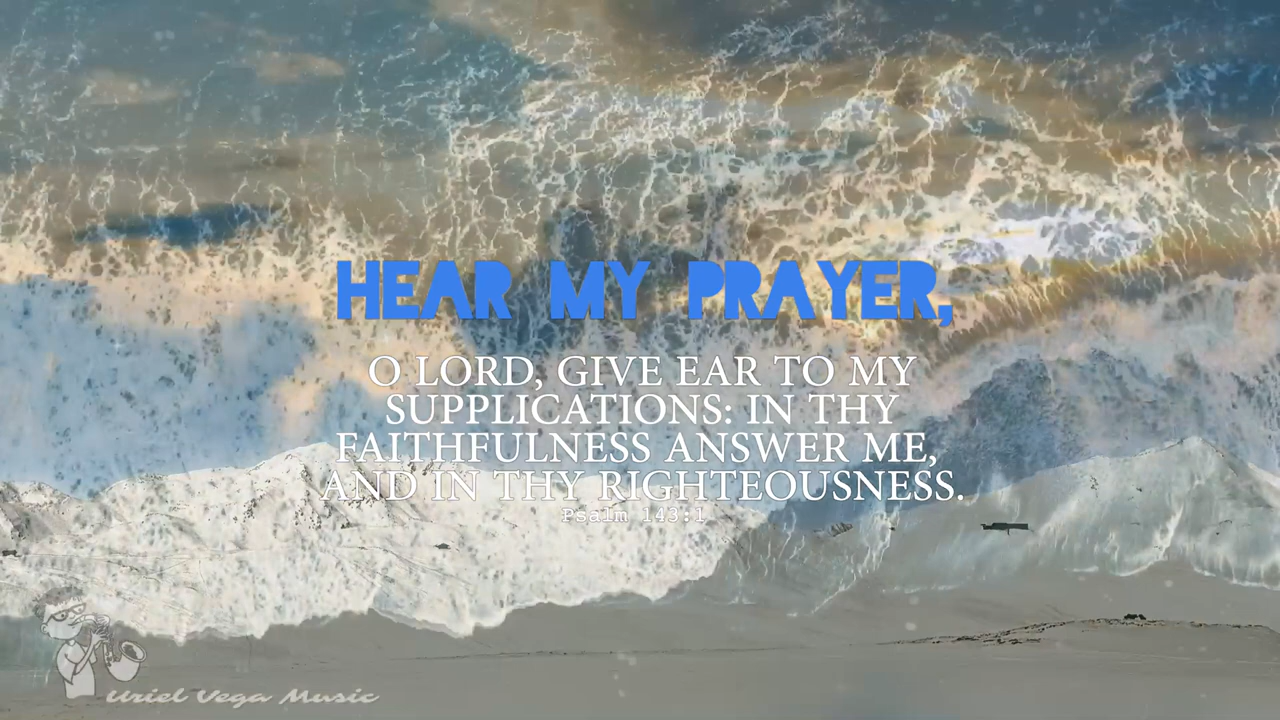 HEAR MY PRAYER,
O LORD, GIVE EAR TO MY
SUPPLICATIONS: IN THY
FAITHFULNESS ANSWER ME,
AND IN THY RIGHTEOUSNESS.
Psalm 143:1
Uriel Vega Music